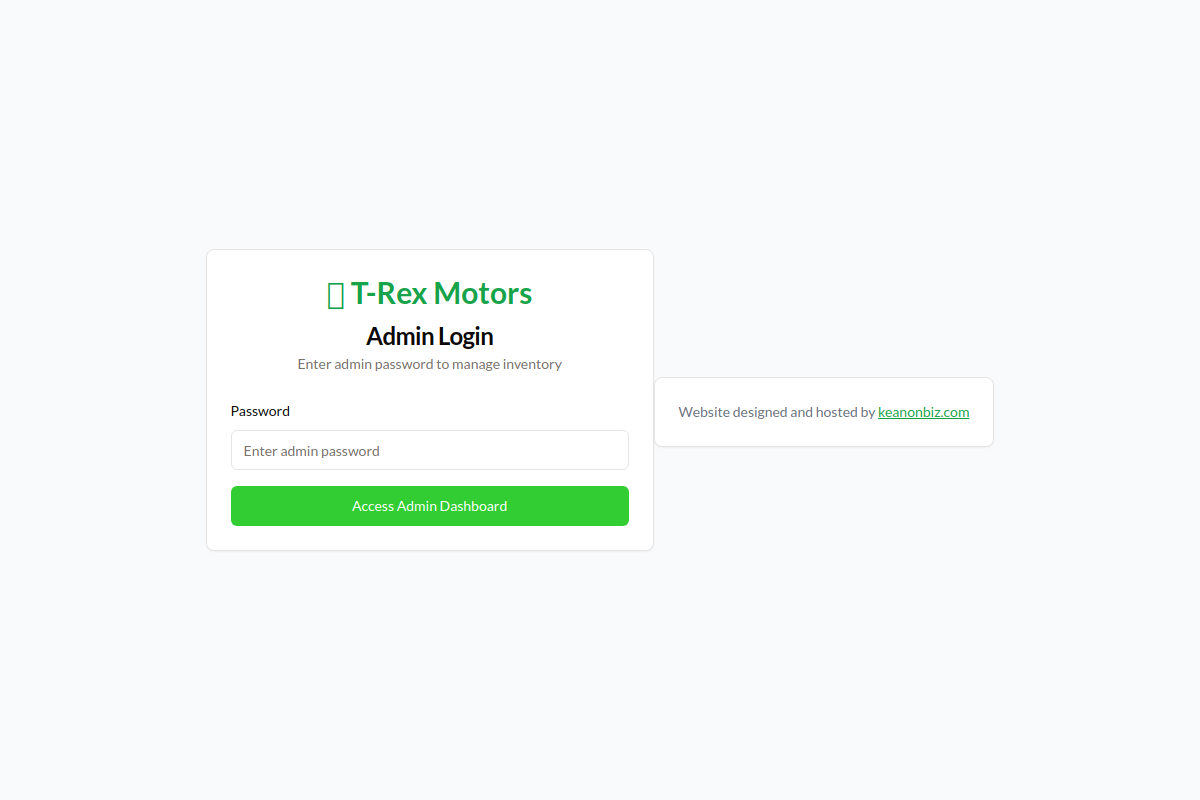 T-Rex Motors
Admin Login
Enter admin password to manage inventory
Password
Enter admin password
Access Admin Dashboard
Website designed and hosted by keanonbiz.com